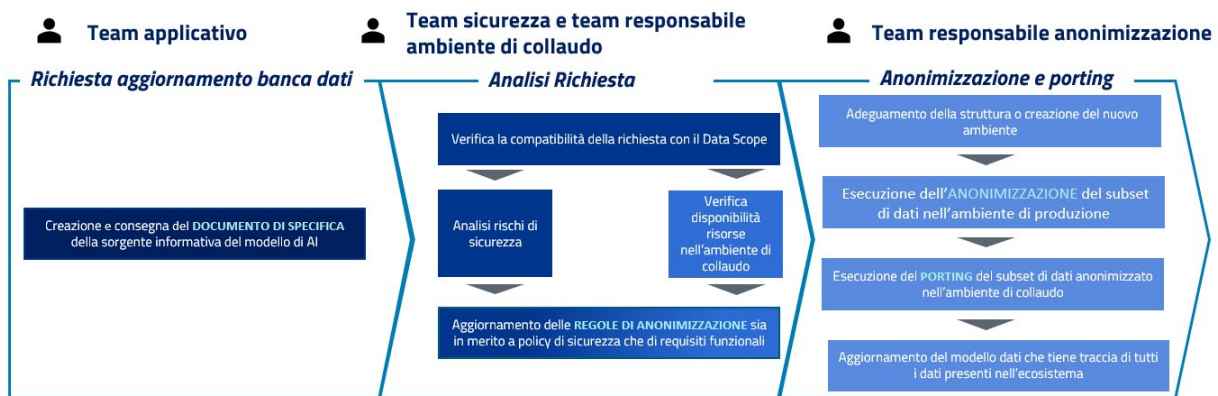 Team applicativo
Richiesta aggiornamento banca dati
Creazione e consegna del DOCUMENTO DI SPECIFICA
della sorgente informativa del modello di AI
Team sicurezza e team responsabile
ambiente di collaudo
Analisi Richiesta
Verifica la compatibilità della richiesta con il Data Scope
Analisi rischi di
sicurezza
Verifica
disponibilità
risorse
nell'ambiente di
collaudo
Aggiornamento delle REGOLE DI ANONIMIZZAZIONE sia
in merito a policy di sicurezza che di requisiti funzionali
Team responsabile anonimizzazione
Anonimizzazione e porting
Adeguamento della struttura o creazione del nuovo
ambiente
Esecuzione dell'ANONIMIZZAZIONE del subset
di dati nell'ambiente di produzione
Esecuzione del PORTING del subset di dati anonimizzato
nell'ambiente di collaudo
Aggiornamento del modello dati che tiene traccia di tutti
i dati presenti nell'ecosistema